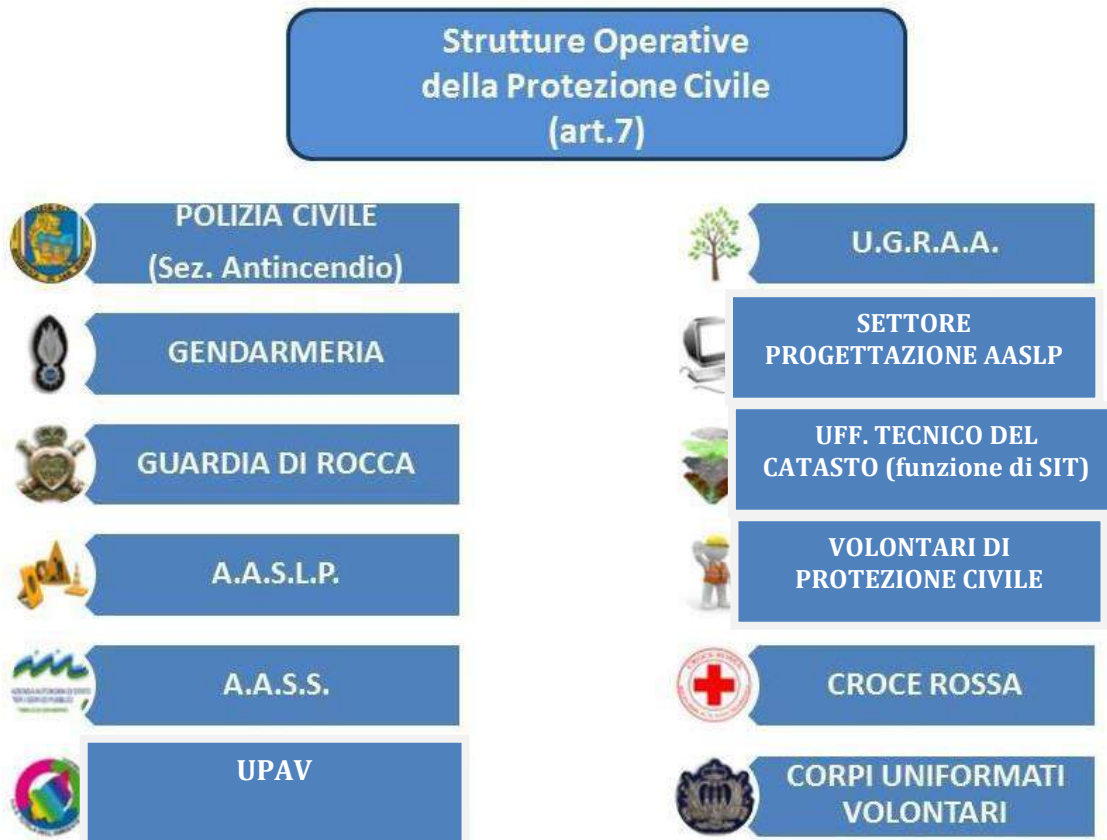 Strutture Operative
della Protezione Civile
(art.7)
POLIZIA CIVILE
(Sez. Antincendio)
GENDARMERIA
GUARDIA DI ROCCA
A.A.S.L.P.
A.A.S.S.
UPAV
U.G.R.A.A.
SETTORE
PROGETTAZIONE AASLP
UFF. TECNICO DEL
CATASTO (funzione di SIT)
VOLONTARI DI
PROTEZIONE CIVILE
CROCE ROSSA
CORPI UNIFORMATI
VOLONTARI